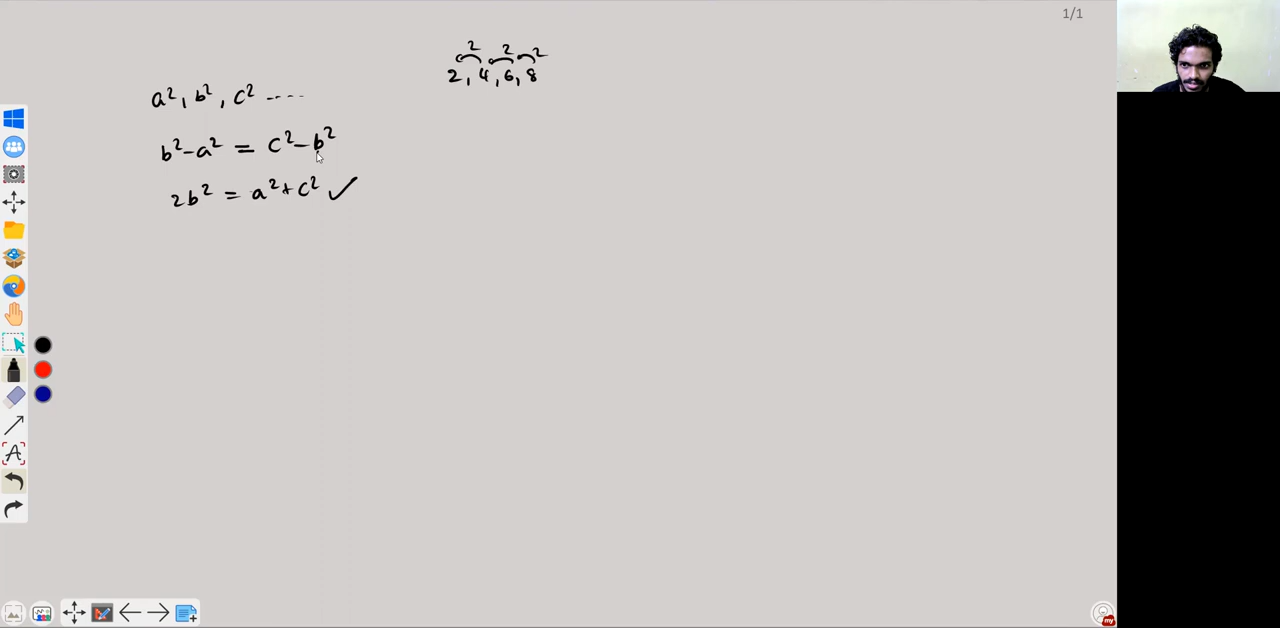 1/1
2 2 2
2, 4, 6, 8
a², b², c² ----
b²-a² = c²-b²
2b² = a²+c² ✓
A
my